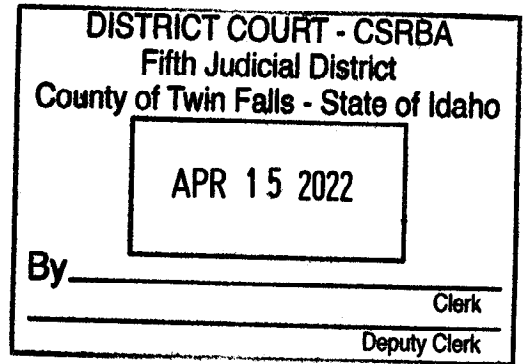 DISTRICT COURT - CSRBA
Fifth Judicial District
County of Twin Falls - State of Idaho
APR 15 2022
By
Clerk
Deputy Clerk